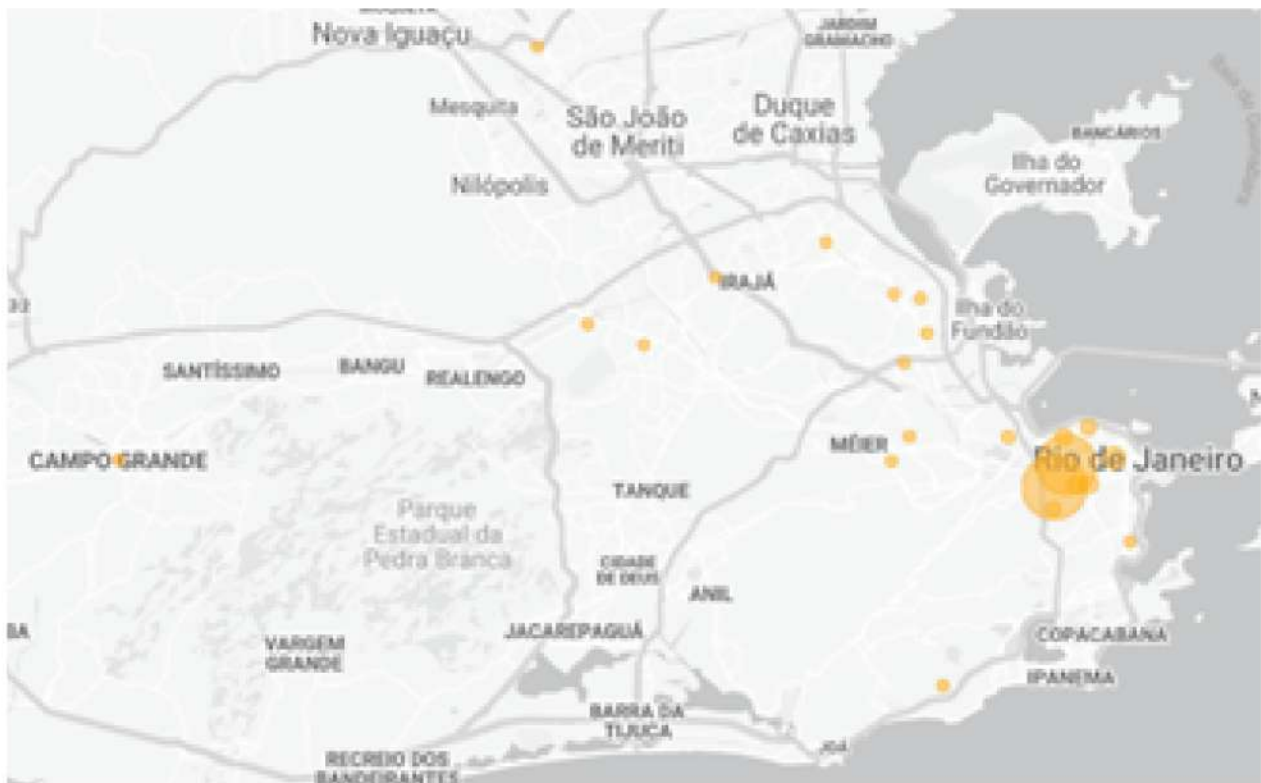 Nova Iguaçu
JARDIM
GRAMACHO
Mesquita
São João
de Meriti
Duque
de Caxias
BANCÁRIOS
Ilha do
Governador
Nilópolis
IRAJÁ
Ilha do
Fundão
SANTÍSSIMO
BANGU
REALENGO
CAMPO GRANDE
MÉIER
Rio de Janeiro
TANQUE
Parque
Estadual da
Pedra Branca
CIDADE
DE DEUS
ANIL
BA
JACAREPAGUÁ
COPACABANA
VARGEM
GRANDE
IPANEMA
BARRA DA
TIJUCA
JOÁ
RECREIO DOS
BANDEIRANTES